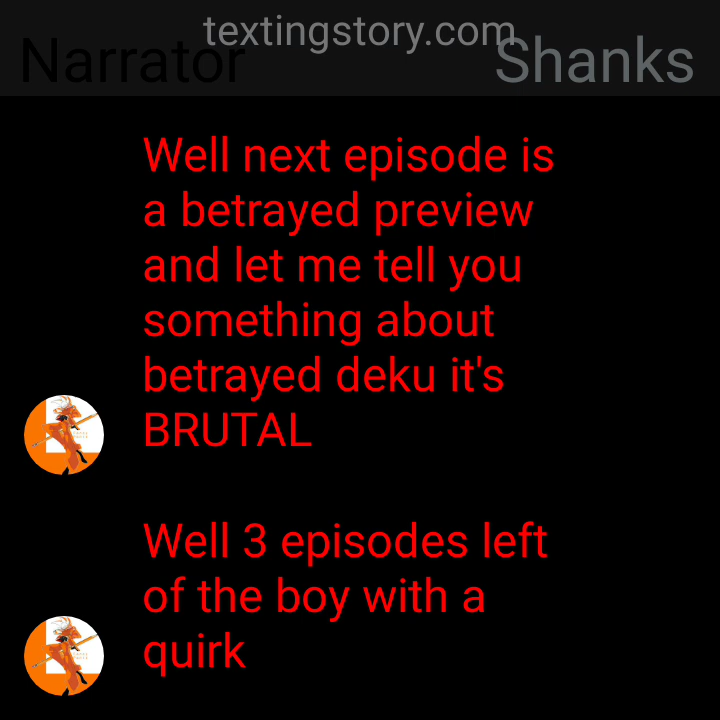 textingstory.com
Narrator Shanks
Well next episode is
a betrayed preview
and let me tell you
something about
betrayed deku it's
BRUTAL
Well 3 episodes left
of the boy with a
quirk